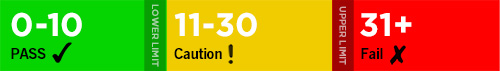 0-10
PASS ✔
LOWER LIMIT
11-30
Caution !
UPPER LIMIT
31+
Fail ✘